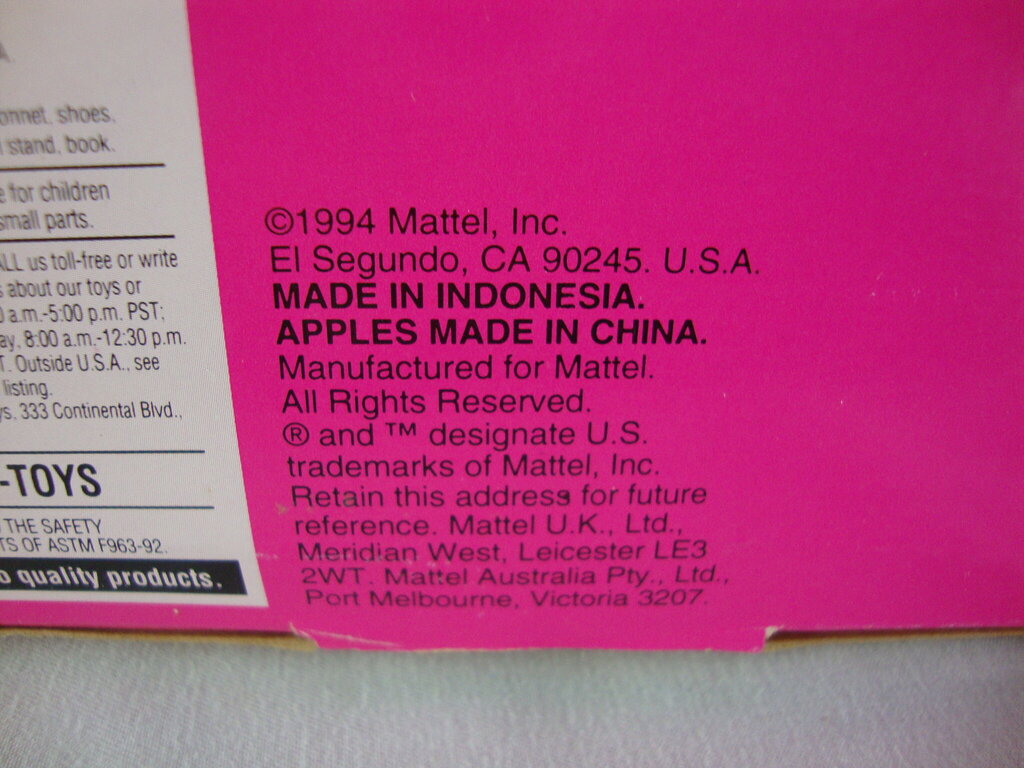 onnet, shoes,
stand, book.
for children
small parts.
ALL us toll-free or write
about our toys or
a.m.-5:00 p.m. PST;
8:00 a.m.-12:30 p.m.
Outside U.S.A., see
listing.
333 Continental Blvd.,
-TOYS
THE SAFETY
TS OF ASTM F963-92.
quality products.
©1994 Mattel, Inc.
El Segundo, CA 90245. U.S.A.
MADE IN INDONESIA.
APPLES MADE IN CHINA.
Manufactured for Mattel.
All Rights Reserved.
® and ™ designate U.S.
trademarks of Mattel, Inc.
Retain this address for future
reference. Mattel U.K., Ltd.,
Meridian West, Leicester LE3
2WT. Mattel Australia Pty., Ltd.,
Port Melbourne, Victoria 3207.